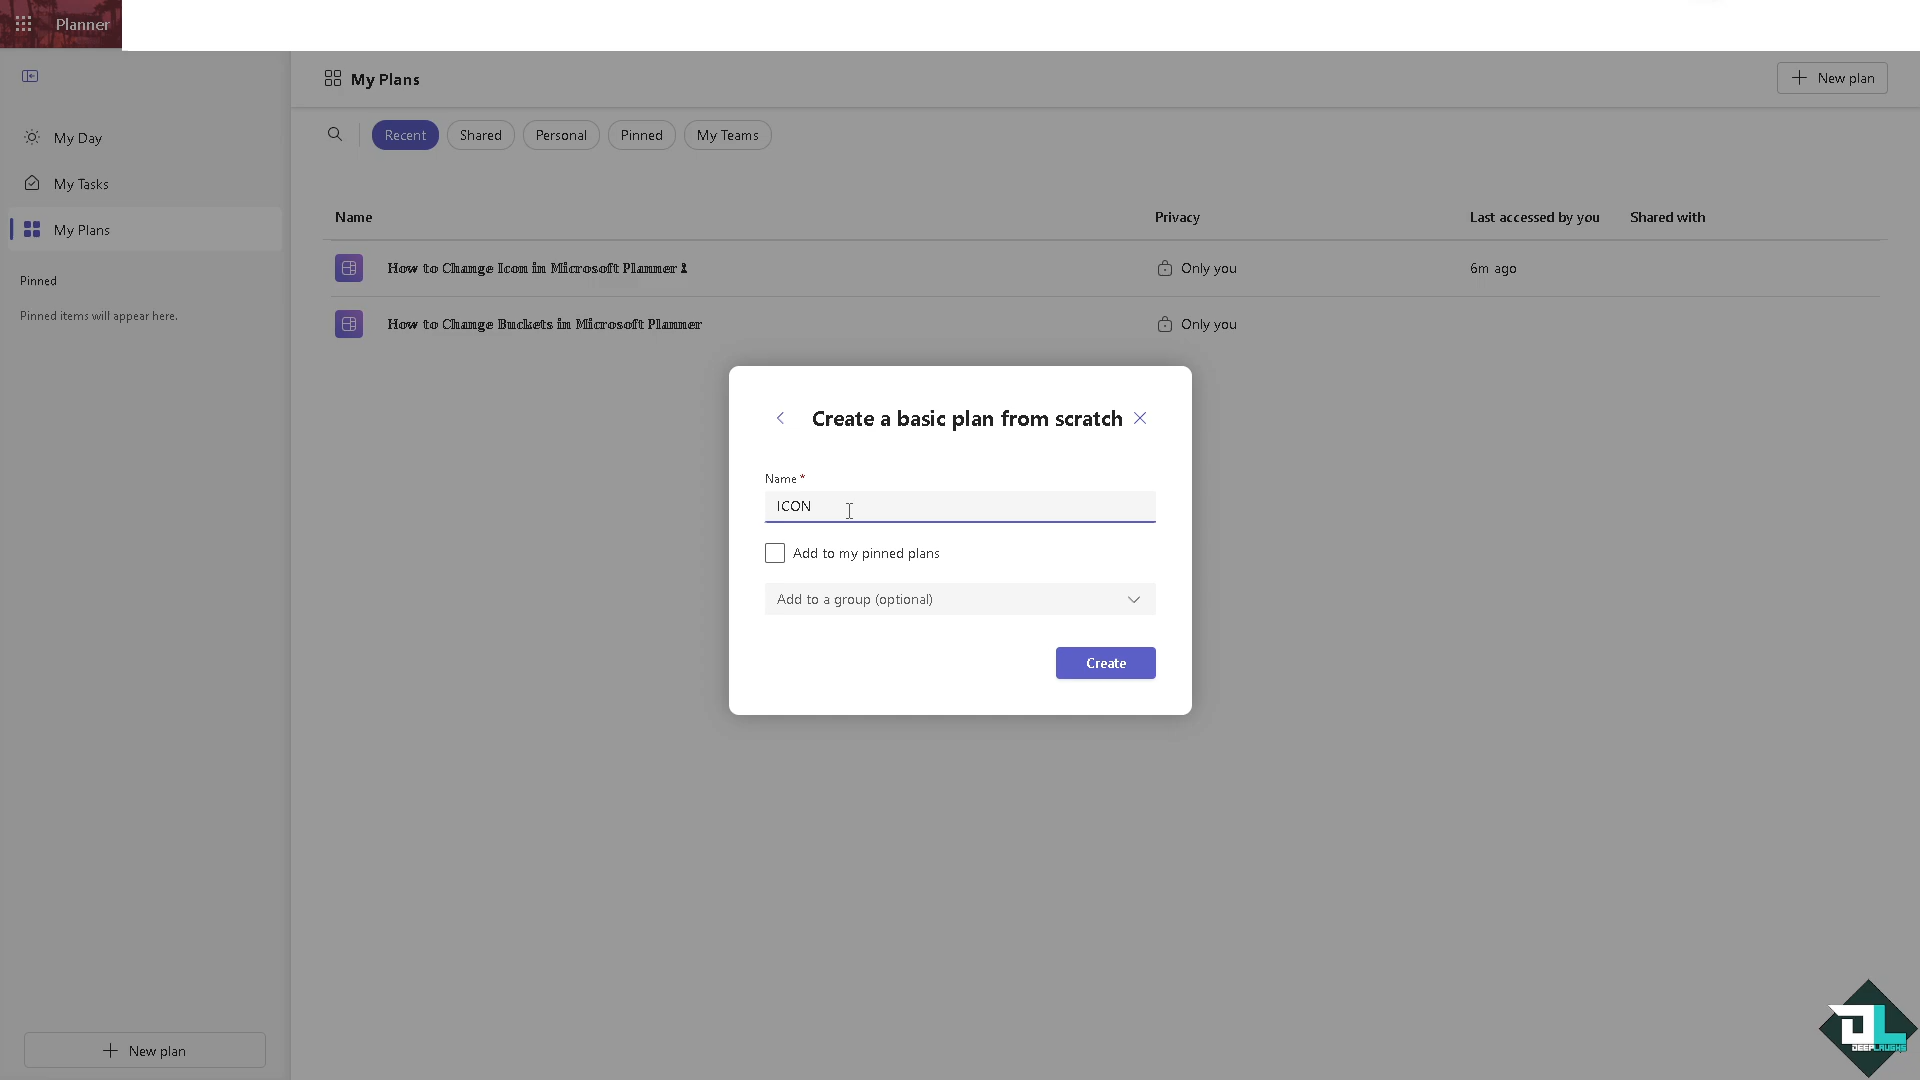 Planner
My Plans
New plan
My Day
My Tasks
My Plans
Pinned
Pinned items will appear here.
Recent
Shared
Personal
Pinned
My Teams
Name
Privacy
Last accessed by you
Shared with
How to Change Icon in Microsoft Planner
Only you
6m ago
How to Change Buckets in Microsoft Planner
Only you
Create a basic plan from scratch
Name *
ICON
Add to my pinned plans
Add to a group (optional)
Create
New plan
DL
DEEPLAUGHS